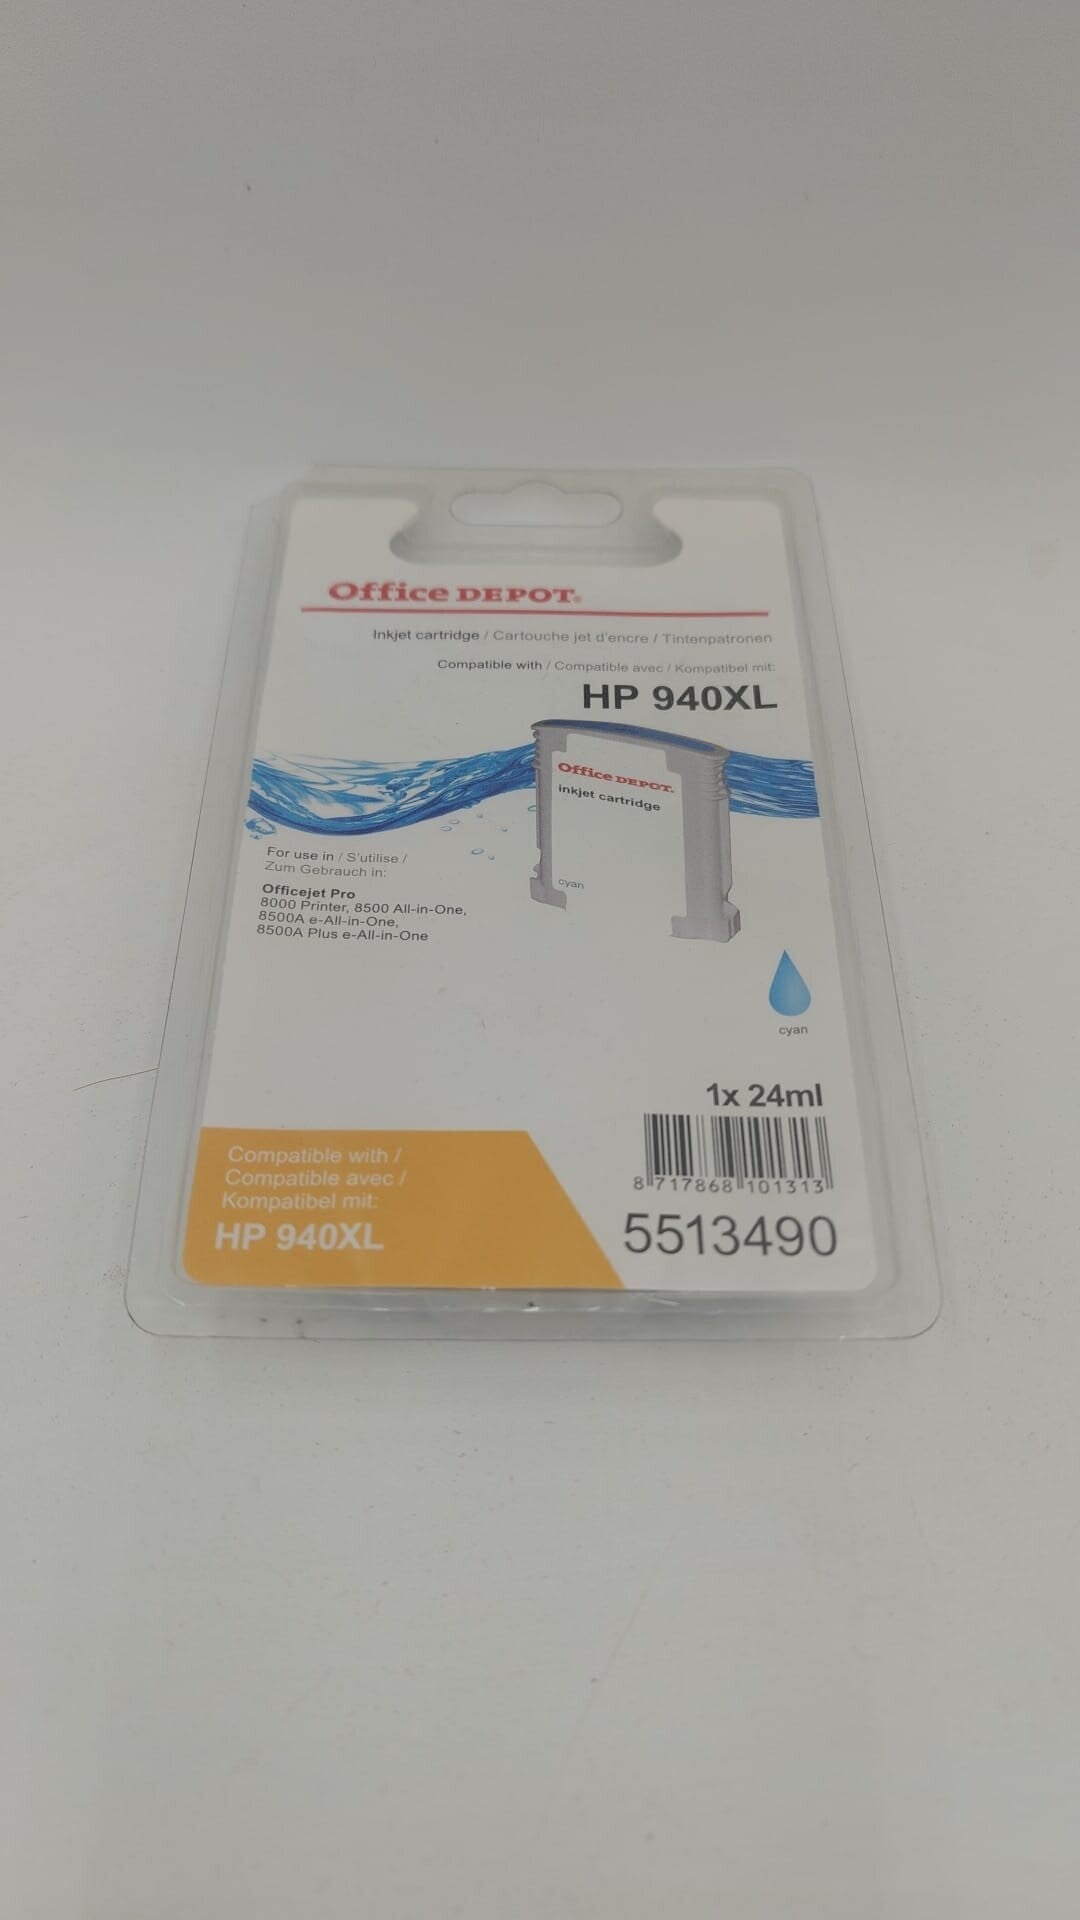 Office DEPOT®
Inkjet cartridge / Cartouche jet d'encre / Tintenpatronen
Compatible with / Compatible avec / Kompatibel mit:
HP 940XL
Office DEPOT.
inkjet cartridge
cyan
For use in / S'utilise /
Zum Gebrauch in:
Officejet Pro
8000 Printer, 8500 All-in-One,
8500A e-All-in-One,
8500A Plus e-All-in-One
cyan
1x 24ml
8 717868 101313
5513490
Compatible with /
Compatible avec /
Kompatibel mit:
HP 940XL